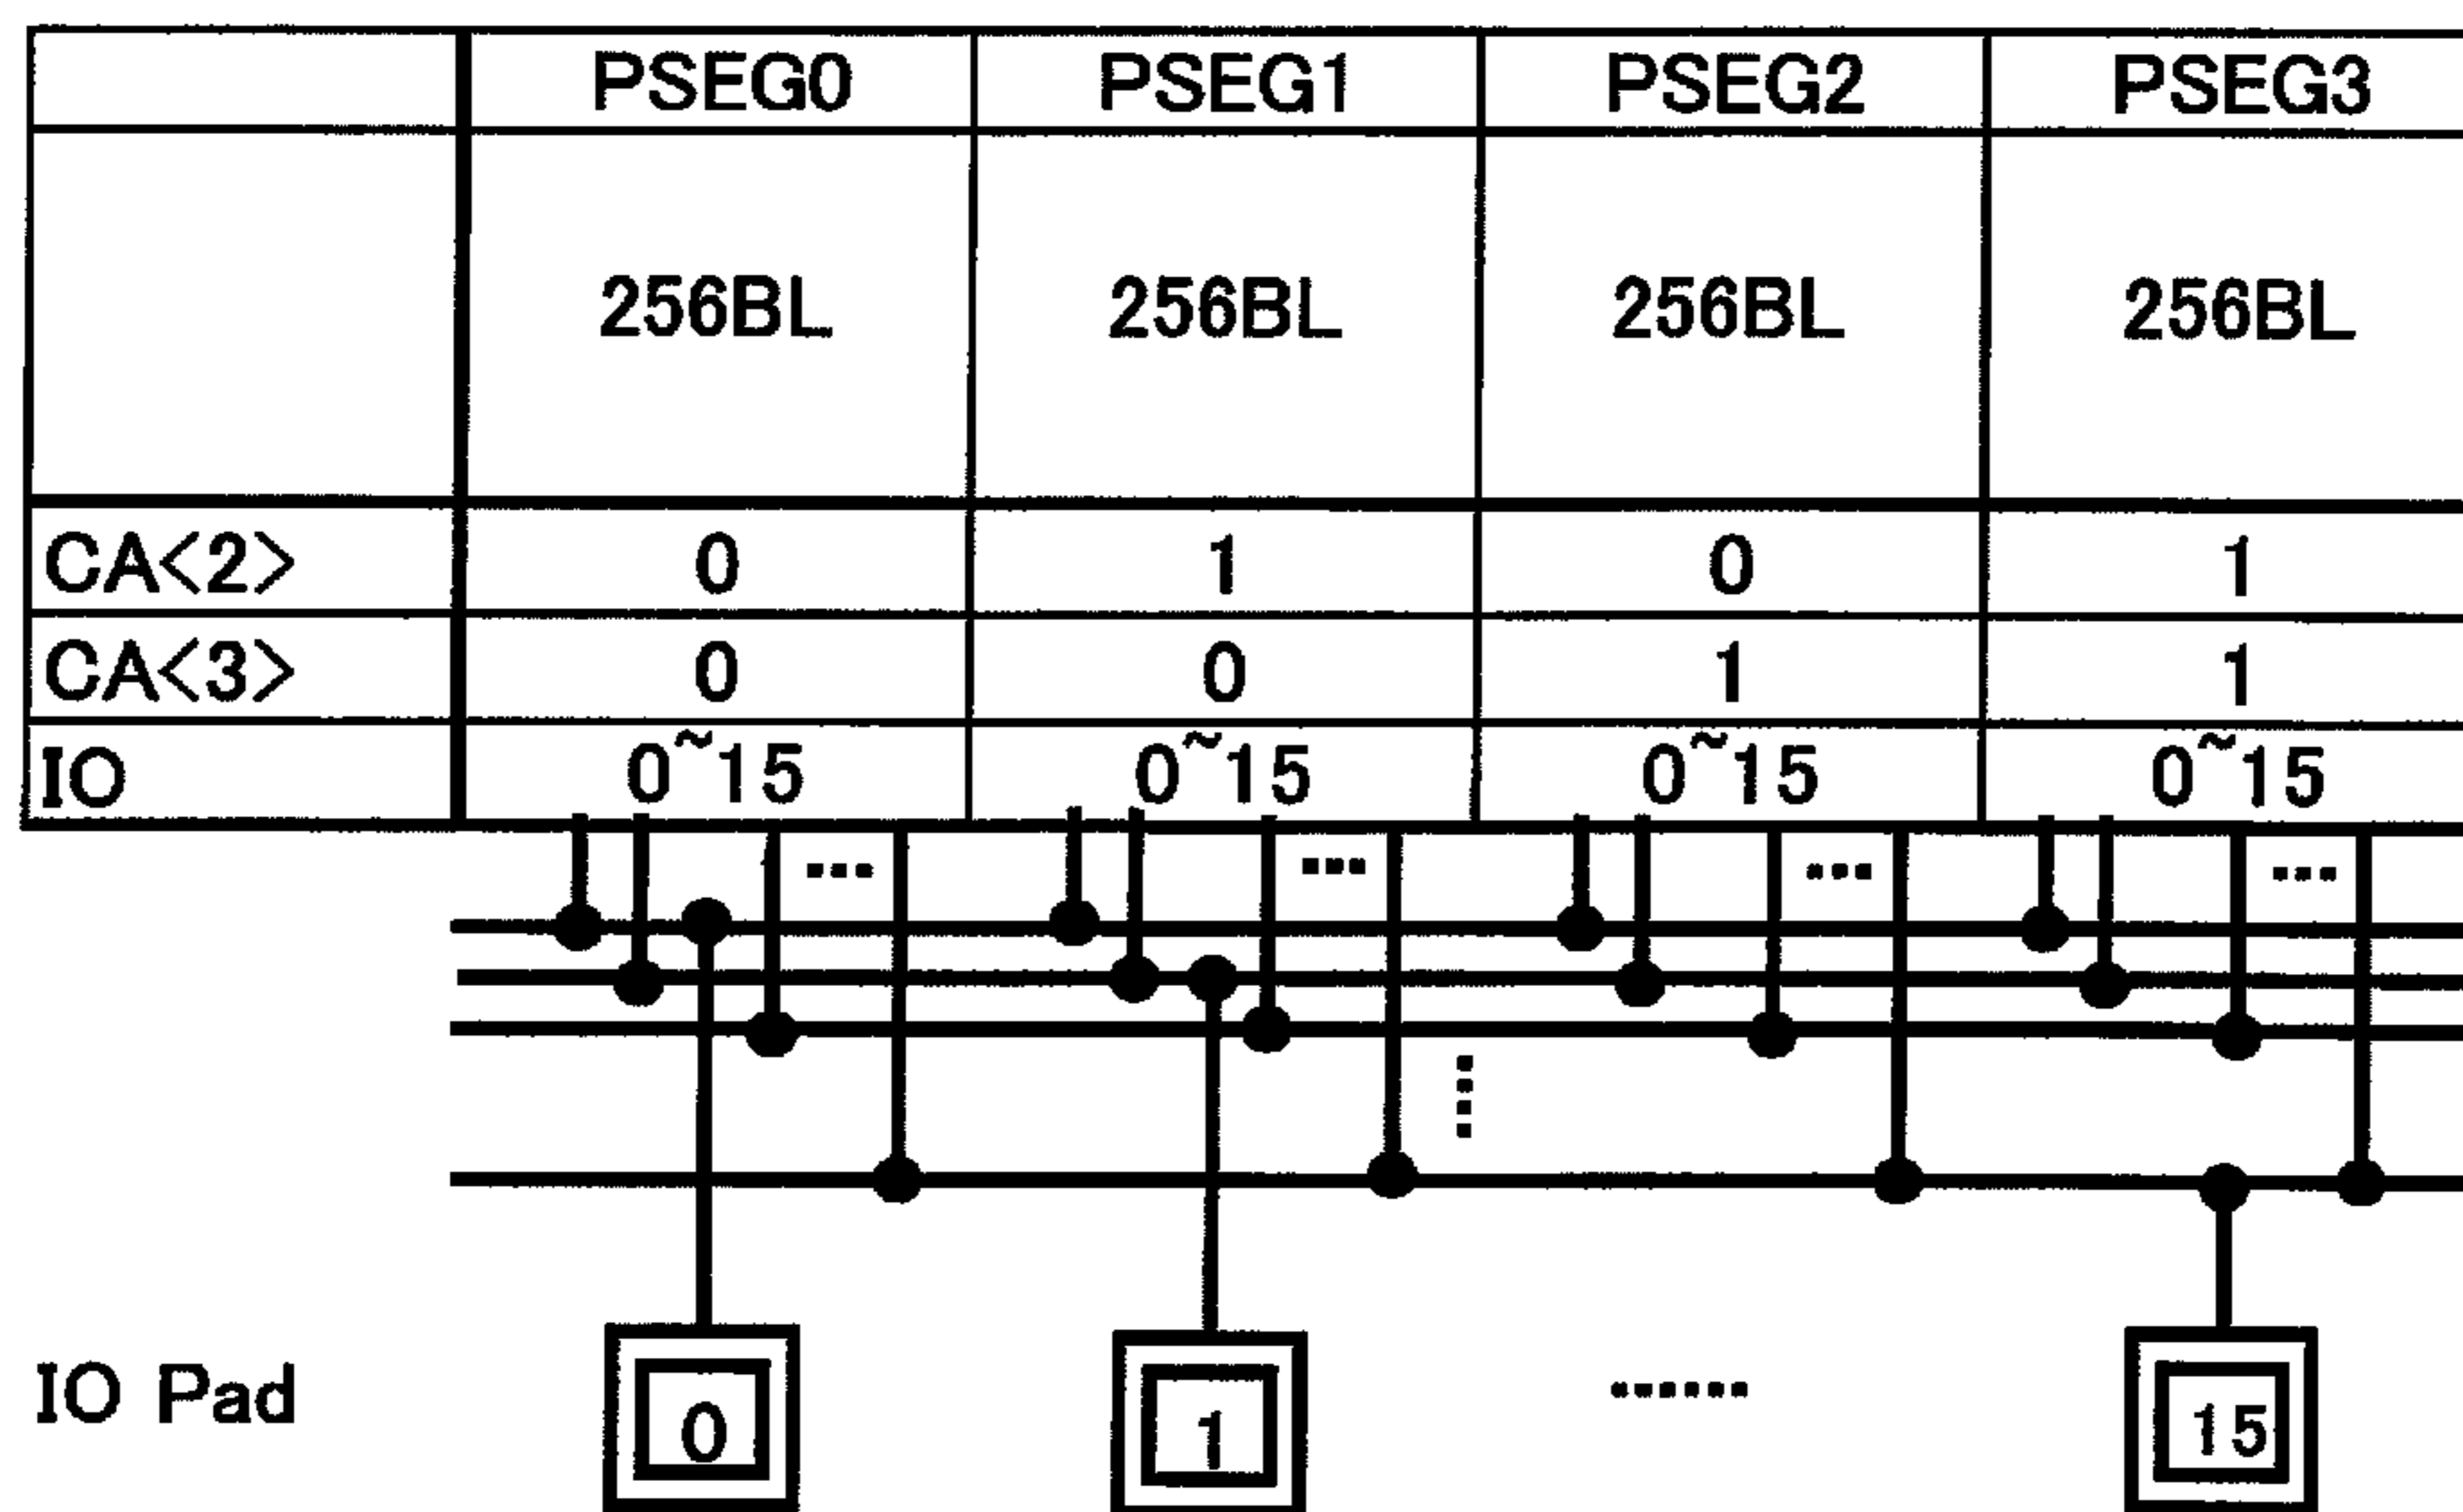 PSEG0 PSEG1 PSEG2 PSEG3
256BL 256BL 256BL 256BL
CA<2> 0 1 0 1
CA<3> 0 0 1 1
IO 0~15 0~15 0~15 0~15
IO Pad 0 1 15